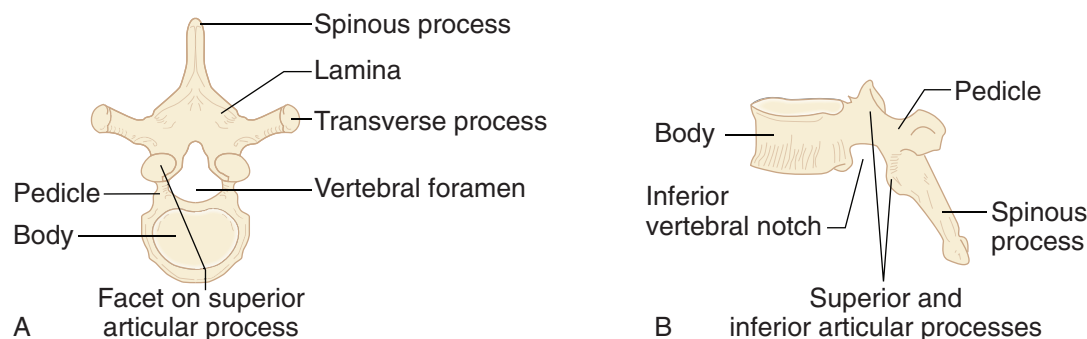 Spinous process
Lamina
Transverse process
Pedicle
Vertebral foramen
Body
Facet on superior
articular process
A
Pedicle
Body
Inferior
vertebral notch
Spinous
process
Superior and
inferior articular processes
B